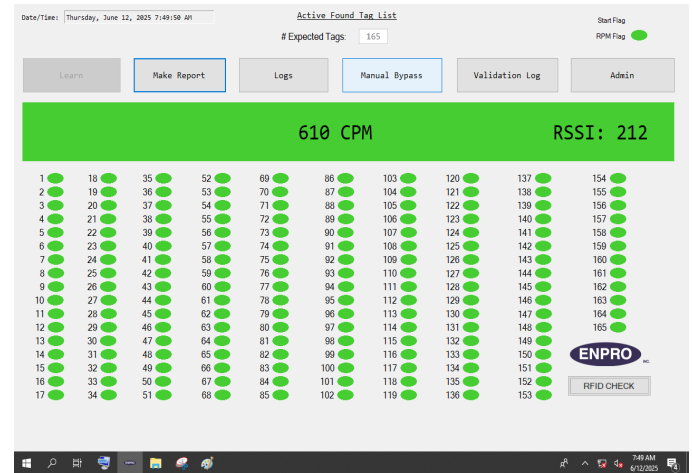 Active Found Tag List
Date/Time: Thursday, June 12, 2025 7:49:50 AM
Start Flag
# Expected Tags: 165
RPM Flag
Learn Make Report Logs Manual Bypass Validation Log Admin
610 CPM RSSI: 212
1 18 35 52 69 86 103 120 137 154
2 19 36 53 70 87 104 121 138 155
3 20 37 54 71 88 105 122 139 156
4 21 38 55 72 89 106 123 140 157
5 22 39 56 73 90 107 124 141 158
6 23 40 57 74 91 108 125 142 159
7 24 41 58 75 92 109 126 143 160
8 25 42 59 76 93 110 127 144 161
9 26 43 60 77 94 111 128 145 162
10 27 44 61 78 95 112 129 146 163
11 28 45 62 79 96 113 130 147 164
12 29 46 63 80 97 114 131 148 165
13 30 47 64 81 98 115 132 149
14 31 48 65 82 99 116 133 150
15 32 49 66 83 100 117 134 151
16 33 50 67 84 101 118 135 152
17 34 51 68 85 102 119 136 153
ENPRO INC.
RFID CHECK
7:49 AM
6/12/2025
4